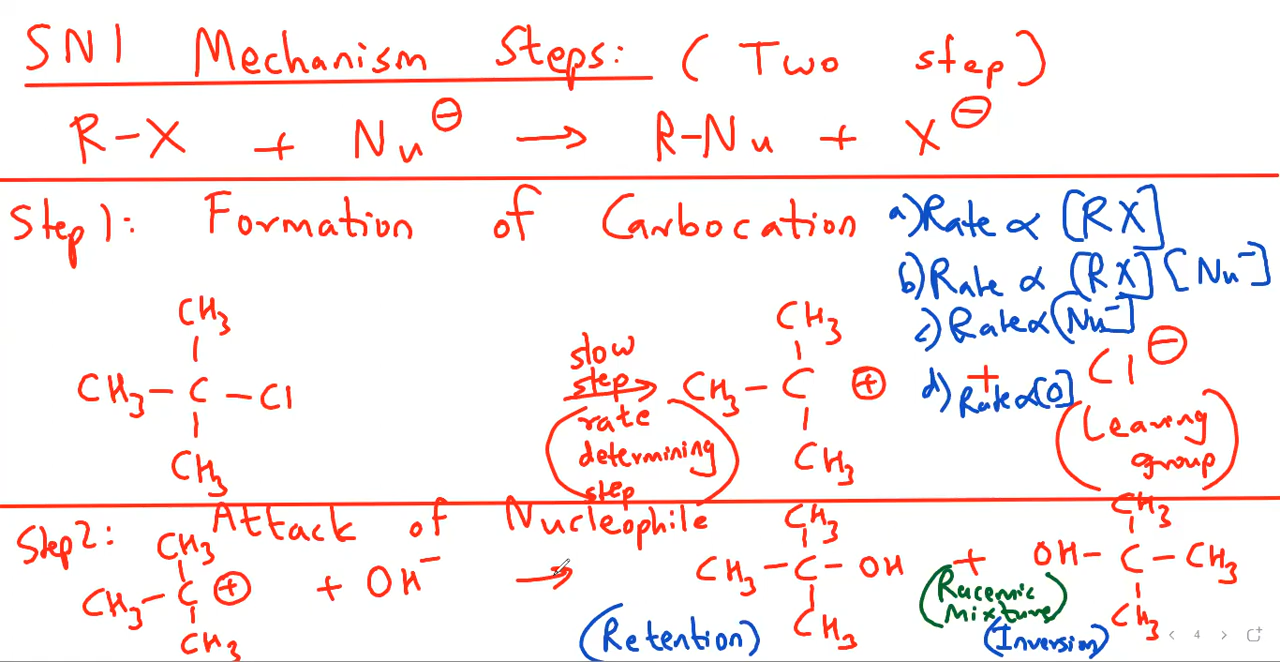 SN1 Mechanism Steps: (Two step)
R-X + Nu⊖ → R-Nu + X⊖
Step 1: Formation of Carbocation
a) Rate ∝ [RX]
b) Rate ∝ [RX] [Nu⁻]
c) Rate ∝ [Nu⁻]
d) Rate ∝ [0]
CH3
CH3 - C - Cl
CH3
slow
step
rate
determining
step
CH3
CH3 - C ⊕ + Cl⊖
CH3
(Leaving
group)
Step 2: Attack of Nucleophile
CH3
CH3 - C ⊕ + OH⁻ →
CH3
CH3
CH3 - C - OH
CH3
(Retention)
+
(Racemic
Mixture)
CH3
OH - C - CH3
CH3
(Inversion)
< 4 >